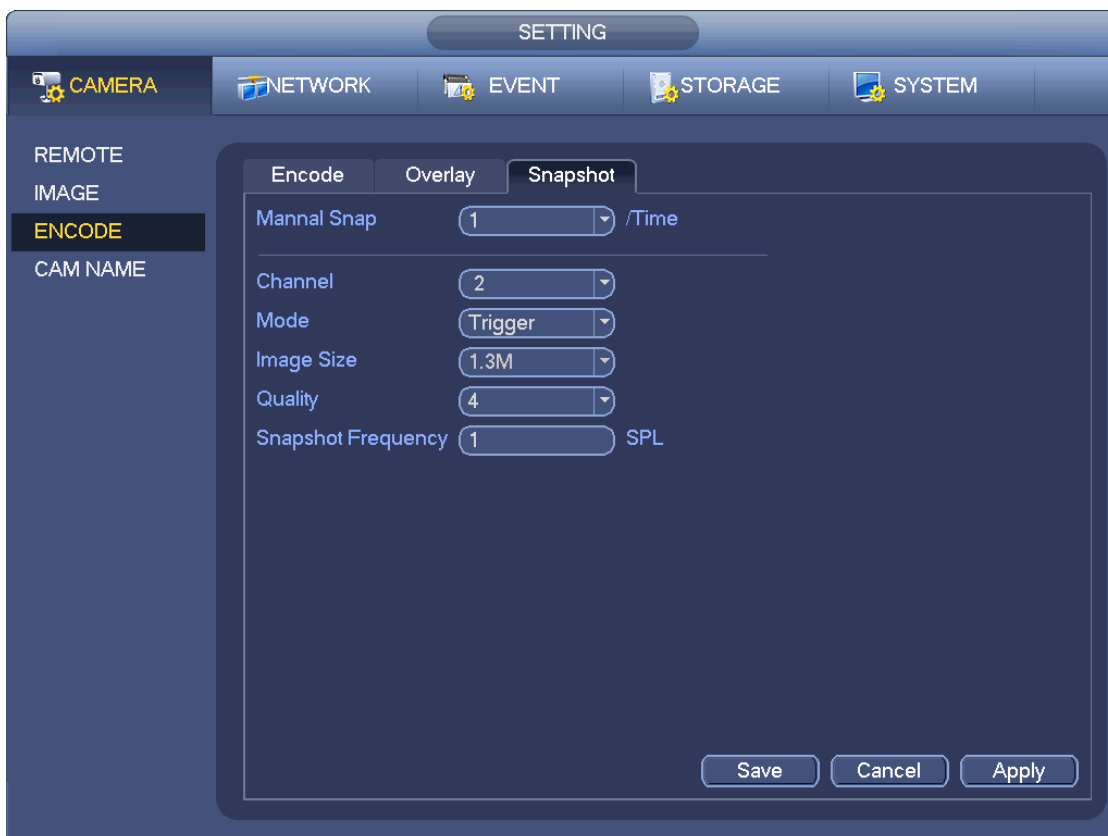 SETTING
CAMERA NETWORK EVENT STORAGE SYSTEM
REMOTE
IMAGE
ENCODE
CAM NAME
Encode Overlay Snapshot
Mannal Snap 1 /Time
Channel 2
Mode Trigger
Image Size 1.3M
Quality 4
Snapshot Frequency 1 SPL
Save Cancel Apply